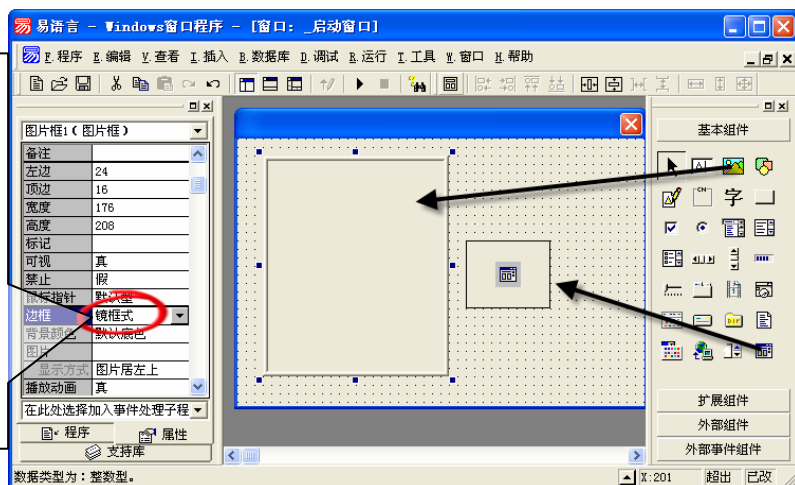 易语言 - Windows窗口程序 - [窗口: _启动窗口]
F.程序 E.编辑 V.查看 I.插入 B.数据库 D.调试 R.运行 T.工具 W.窗口 H.帮助
图片框1(图片框)
备注
左边 24
顶边 16
宽度 176
高度 208
标记
可视 真
禁止 假
鼠标指针 默认型
边框 镜框式
背景颜色 默认底色
图片
显示方式 图片居左上
播放动画 真
在此处选择加入事件处理子程
程序 属性
支持库
基本组件
字
扩展组件
外部组件
外部事件组件
数据类型为:整数型。
X:201 超出 已改